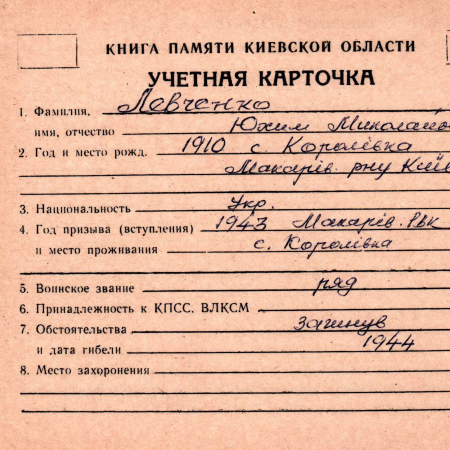 КНИГА ПАМЯТИ КИЕВСКОЙ ОБЛАСТИ
УЧЕТНАЯ КАРТОЧКА
1. Фамилия, Левченко
имя, отчество Юхим Миколайо
2. Год и место рожд. 1910 с. Королівка
Макарів. рну Київ
3. Национальность Укр.
4. Год призыва (вступления) 1943 Макарів. Рвк
и место проживания с. Королівка
5. Воинское звание ряд
6. Принадлежность к КПСС, ВЛКСМ
7. Обстоятельства загинув
и дата гибели 1944
8. Место захоронения